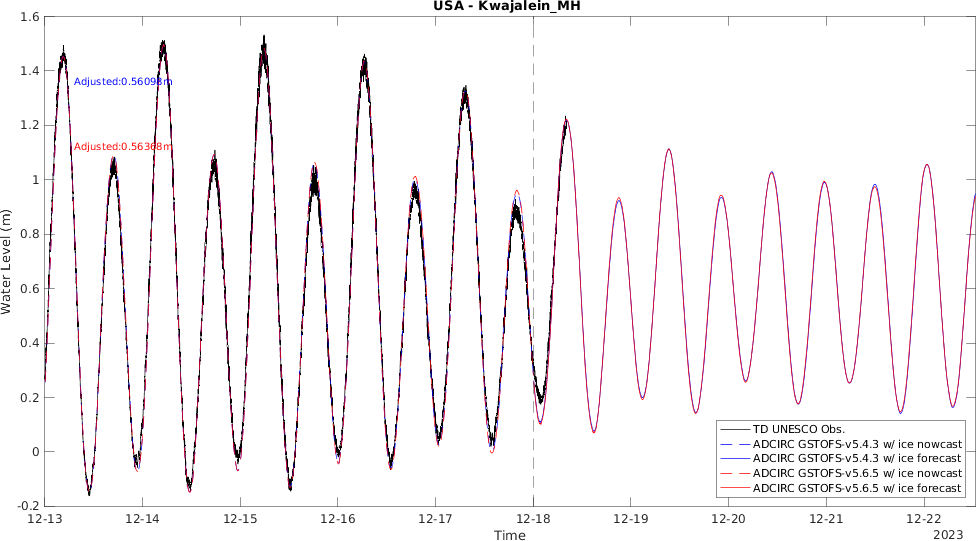 USA - Kwajalein_MH
Water Level (m)
1.6
1.4
1.2
1
0.8
0.6
0.4
0.2
0
-0.2
Adjusted:0.56093m
Adjusted:0.56368m
TD UNESCO Obs.
ADCIRC GSTOFS-v5.4.3 w/ ice nowcast
ADCIRC GSTOFS-v5.4.3 w/ ice forecast
ADCIRC GSTOFS-v5.6.5 w/ ice nowcast
ADCIRC GSTOFS-v5.6.5 w/ ice forecast
12-13 12-14 12-15 12-16 12-17 12-18 12-19 12-20 12-21 12-22
Time
2023